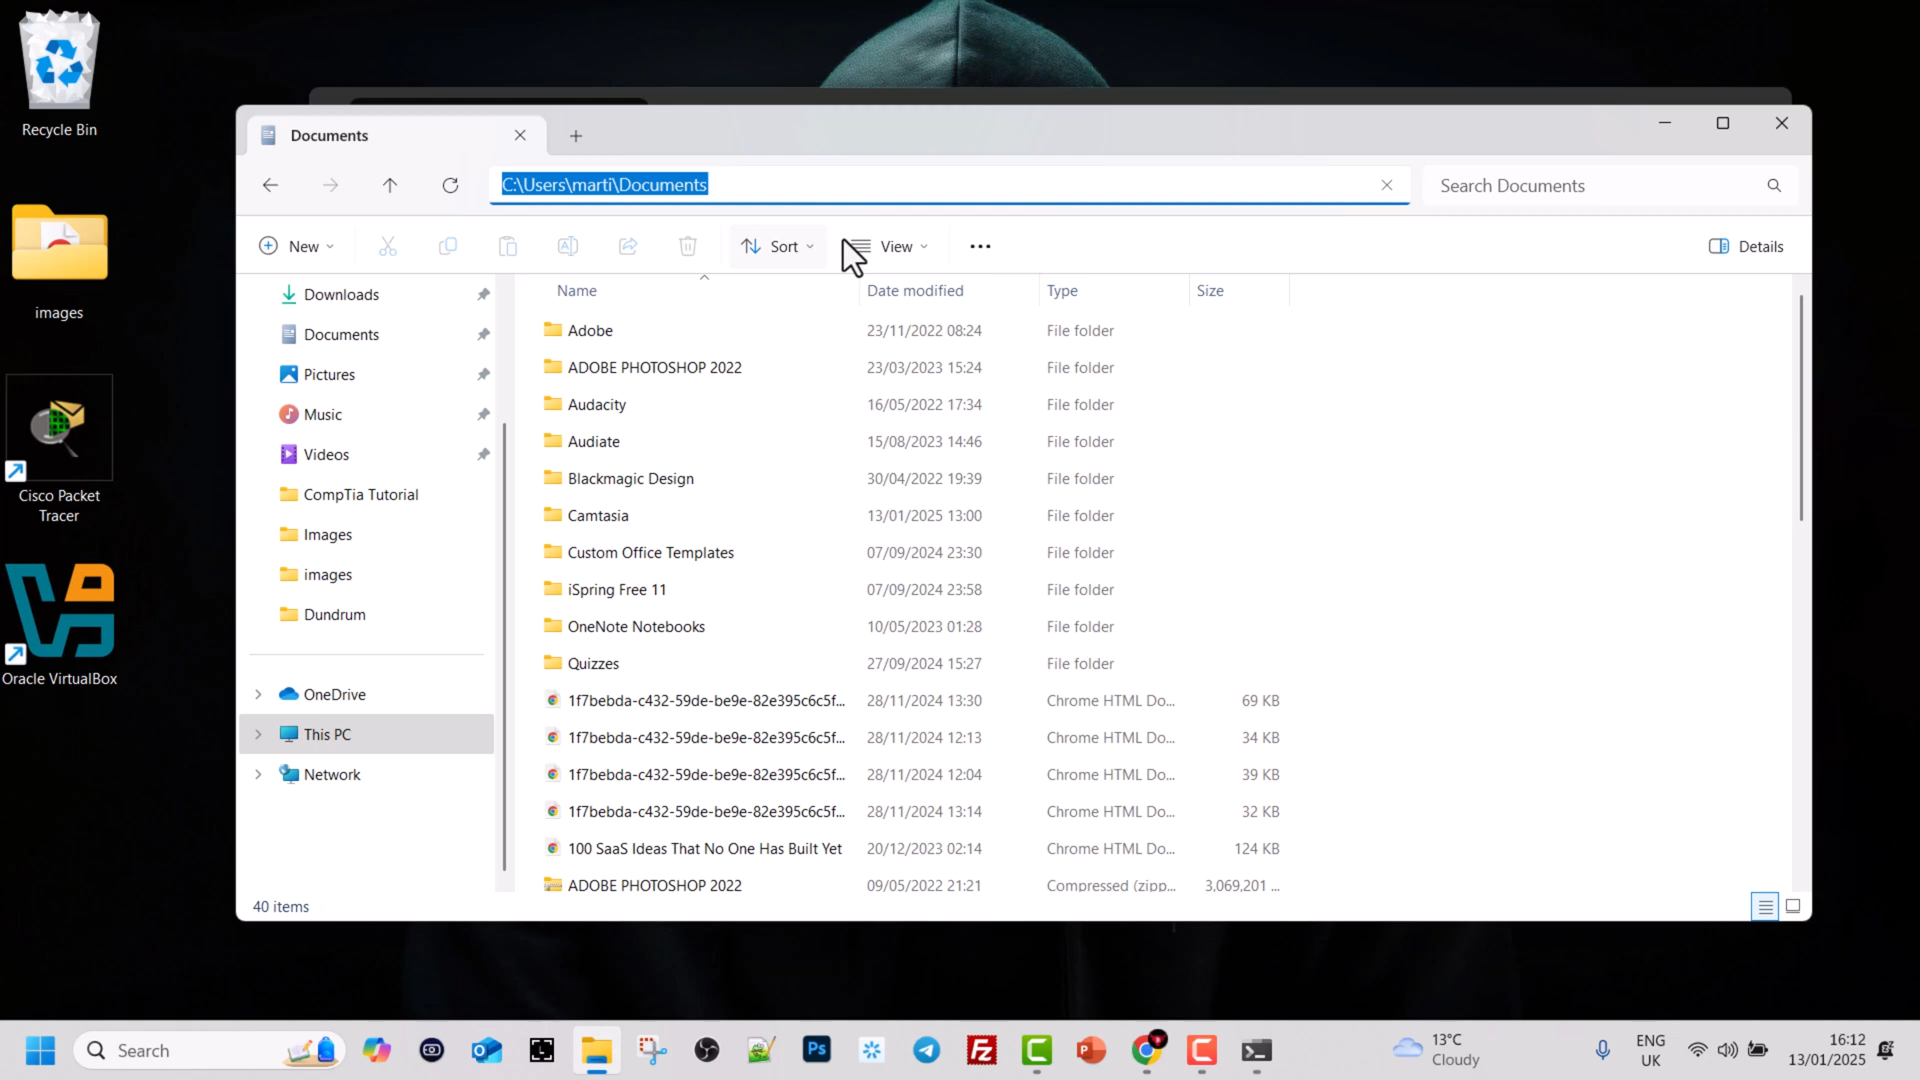 Recycle Bin
images
Cisco Packet
Tracer
Oracle VirtualBox
Documents
C:\Users\marti\Documents
Search Documents
New
Sort
View
Details
Downloads
Documents
Pictures
Music
Videos
CompTia Tutorial
Images
images
Dundrum
OneDrive
This PC
Network
Name Date modified Type Size
Adobe 23/11/2022 08:24 File folder
ADOBE PHOTOSHOP 2022 23/03/2023 15:24 File folder
Audacity 16/05/2022 17:34 File folder
Audiate 15/08/2023 14:46 File folder
Blackmagic Design 30/04/2022 19:39 File folder
Camtasia 13/01/2025 13:00 File folder
Custom Office Templates 07/09/2024 23:30 File folder
iSpring Free 11 07/09/2024 23:58 File folder
OneNote Notebooks 10/05/2023 01:28 File folder
Quizzes 27/09/2024 15:27 File folder
1f7bebda-c432-59de-be9e-82e395c6c5f... 28/11/2024 13:30 Chrome HTML Do... 69 KB
1f7bebda-c432-59de-be9e-82e395c6c5f... 28/11/2024 12:13 Chrome HTML Do... 34 KB
1f7bebda-c432-59de-be9e-82e395c6c5f... 28/11/2024 12:04 Chrome HTML Do... 39 KB
1f7bebda-c432-59de-be9e-82e395c6c5f... 28/11/2024 13:14 Chrome HTML Do... 32 KB
100 SaaS Ideas That No One Has Built Yet 20/12/2023 02:14 Chrome HTML Do... 124 KB
ADOBE PHOTOSHOP 2022 09/05/2022 21:21 Compressed (zipp... 3,069,201 ...
40 items
Search
Ps
Fz
13°C
Cloudy
ENG
UK
16:12
13/01/2025